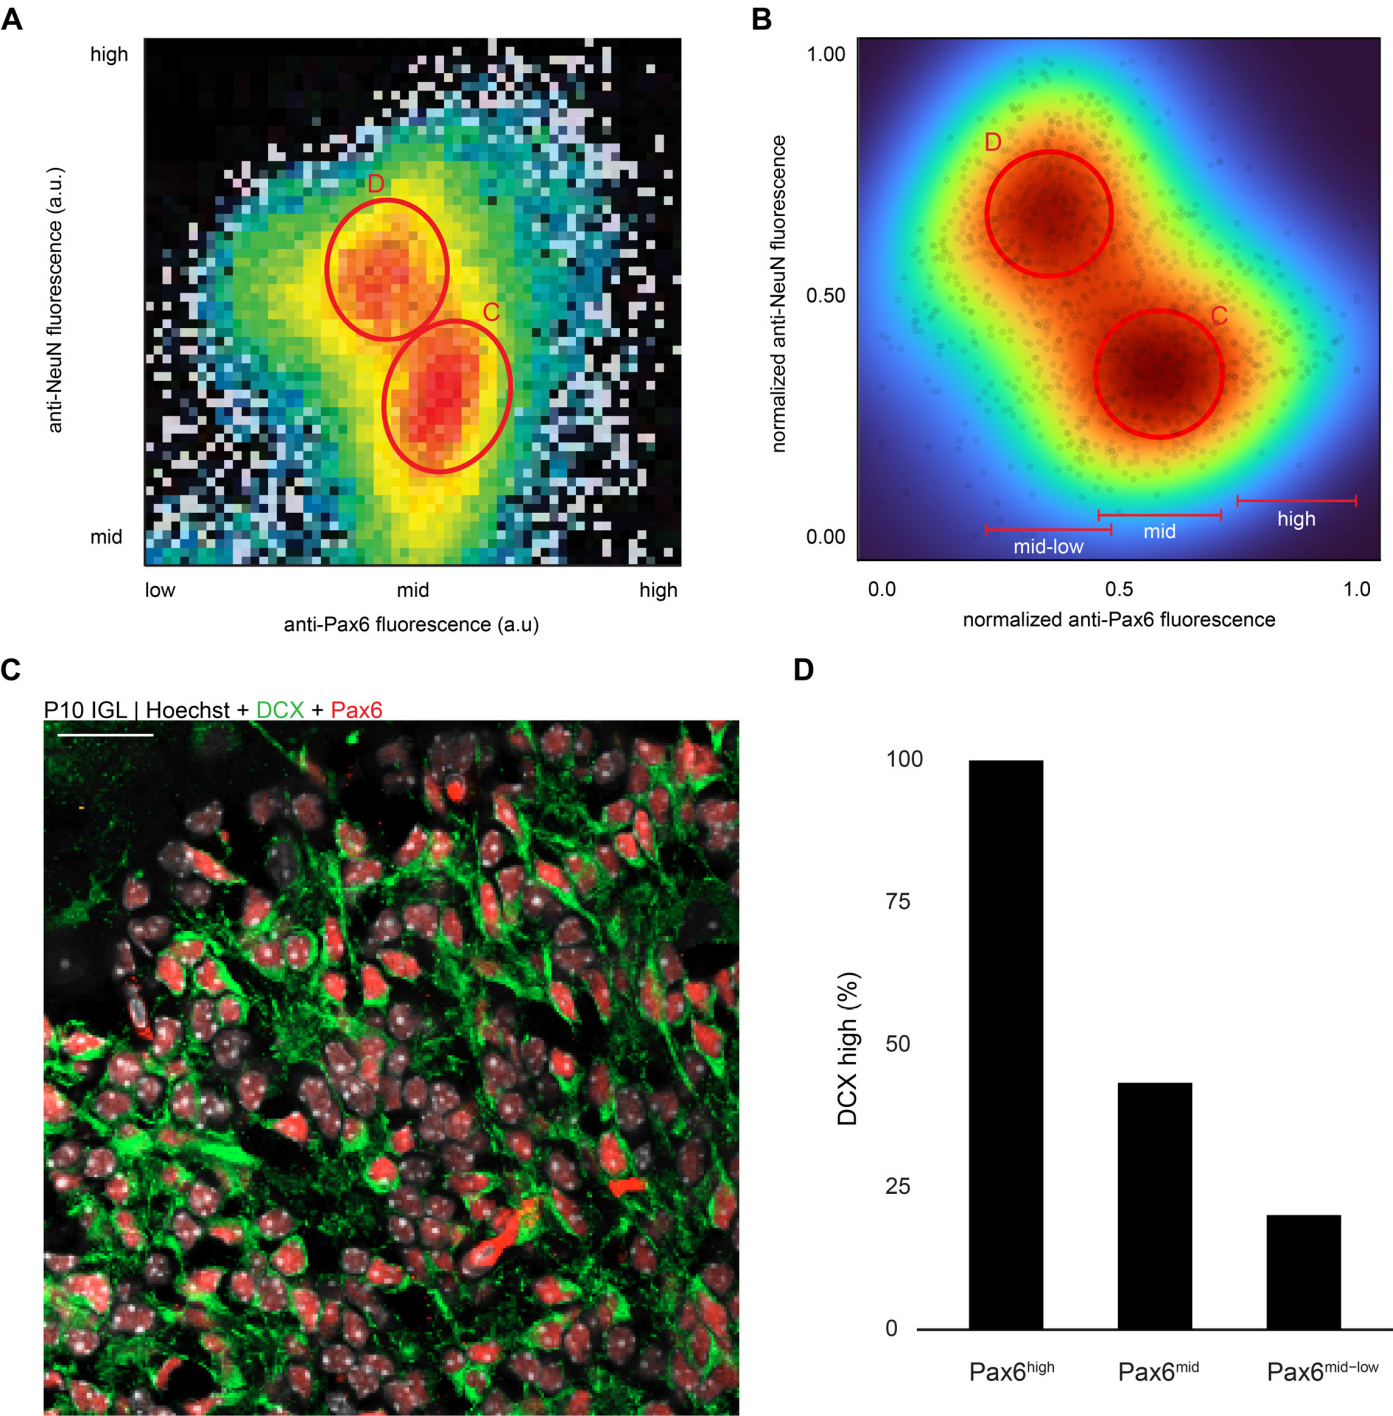 A
high
anti-NeuN fluorescence (a.u.)
mid
D
C
low
mid
high
anti-Pax6 fluorescence (a.u)
B
1.00
normalized anti-NeuN fluorescence
0.50
0.00
D
C
mid-low
mid
high
0.0
0.5
1.0
normalized anti-Pax6 fluorescence
C
P10 IGL | Hoechst + DCX + Pax6
D
100
75
50
25
0
DCX high (%)
Pax6high
Pax6mid
Pax6mid−low